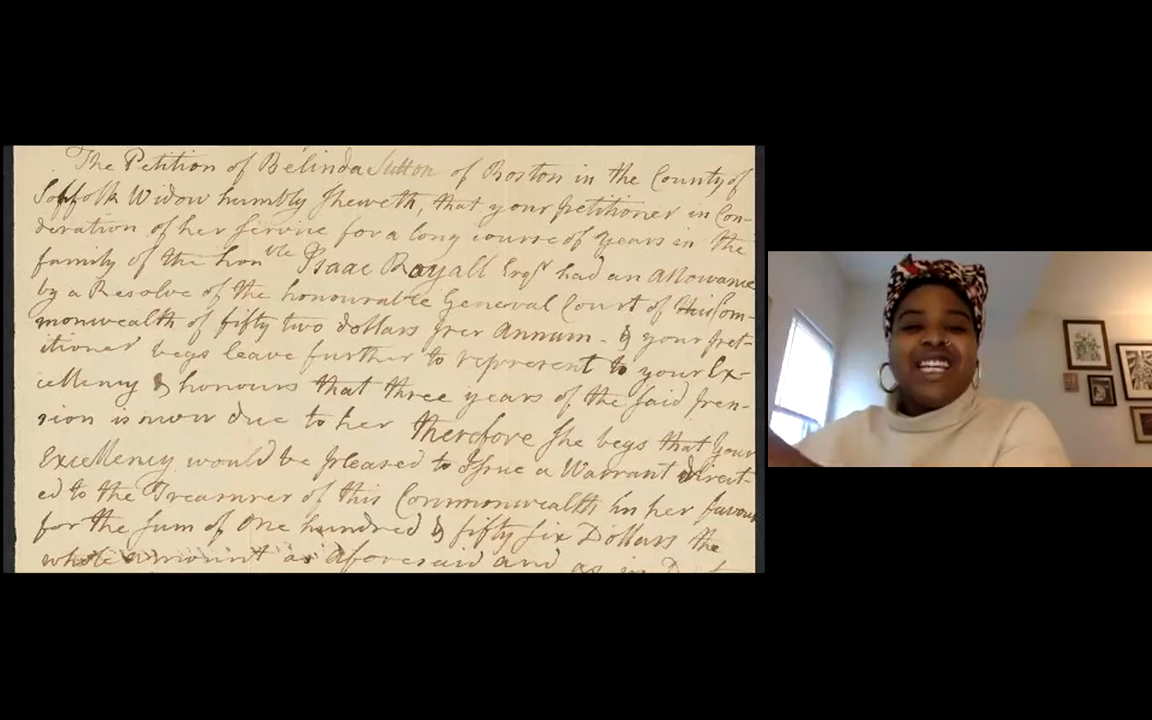 The Petition of Belinda Sutton of Boston in the County of
Suffolk Widow humbly sheweth, that your petitioner in Con-
sideration of her service for a long course of years in the
family of the honble Isaac Royall Esqr had an Allowance
by a Resolve of the honourable General Court of this Com-
monwealth of fifty two dollars per Annum - & your pet-
itioner begs leave further to represent to your Ex-
cellency & honours that three years of the said pen-
sion is now due to her therefore she begs that your
Excellency would be pleased to Issue a Warrant direct-
ed to the Treasurer of this Commonwealth in her favour
for the sum of One hundred & fifty six Dollars the
whole amount as aforesaid and as in